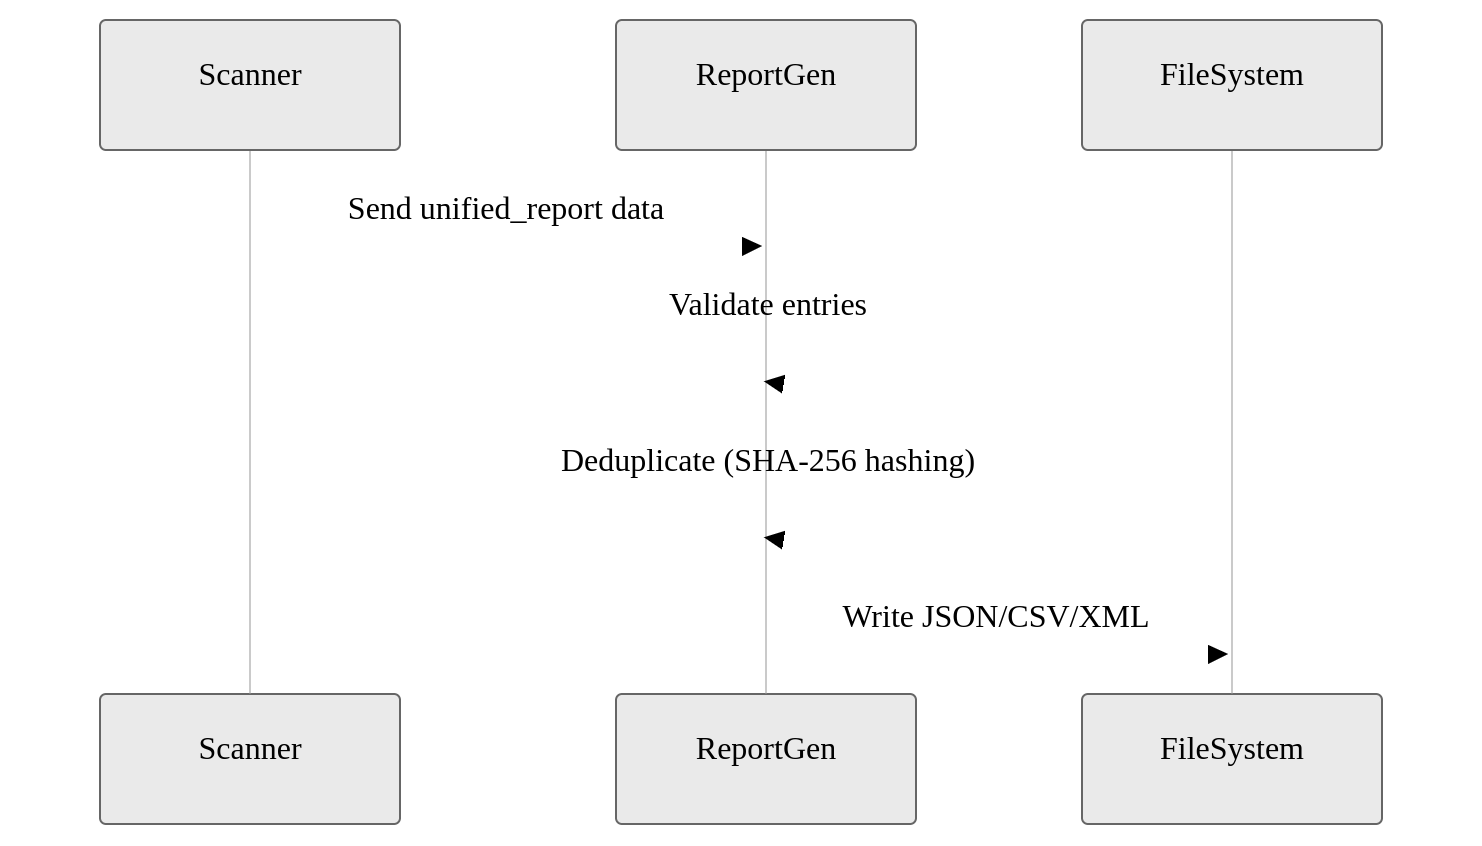 Scanner
ReportGen
FileSystem
Send unified_report data
Validate entries
Deduplicate (SHA-256 hashing)
Write JSON/CSV/XML
Scanner
ReportGen
FileSystem